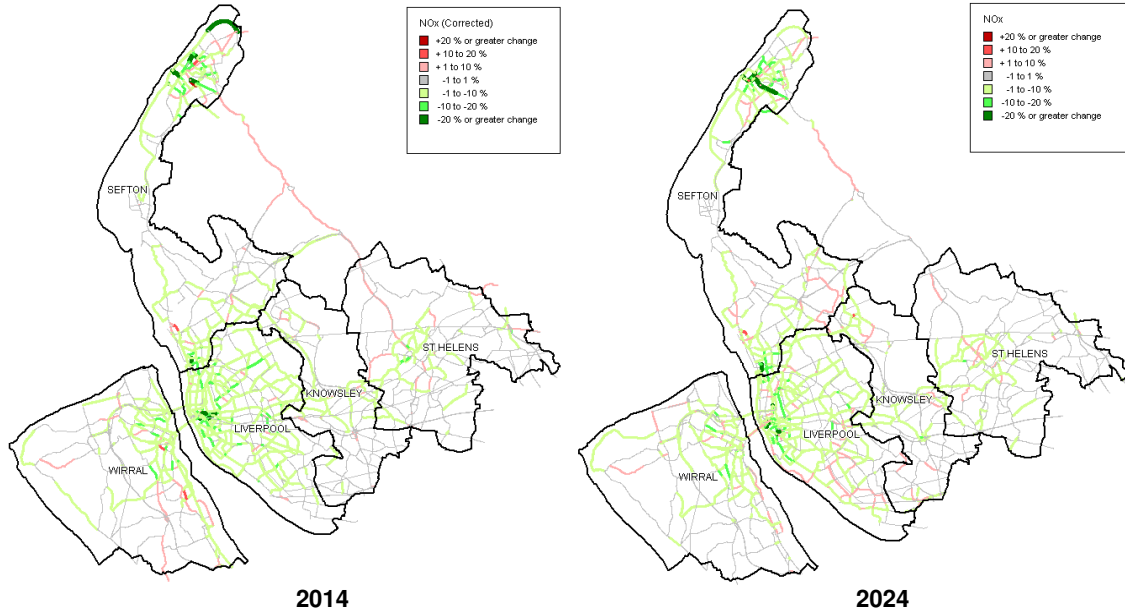 NOx (Corrected)
+20 % or greater change
+ 10 to 20 %
+ 1 to 10 %
-1 to 1 %
-1 to -10 %
-10 to -20 %
-20 % or greater change
SEFTON
ST HELENS
KNOWSLEY
LIVERPOOL
WIRRAL
2014
NOx
+20 % or greater change
+ 10 to 20 %
+ 1 to 10 %
-1 to 1 %
-1 to -10 %
-10 to -20 %
-20 % or greater change
SEFTON
ST HELENS
KNOWSLEY
LIVERPOOL
WIRRAL
2024